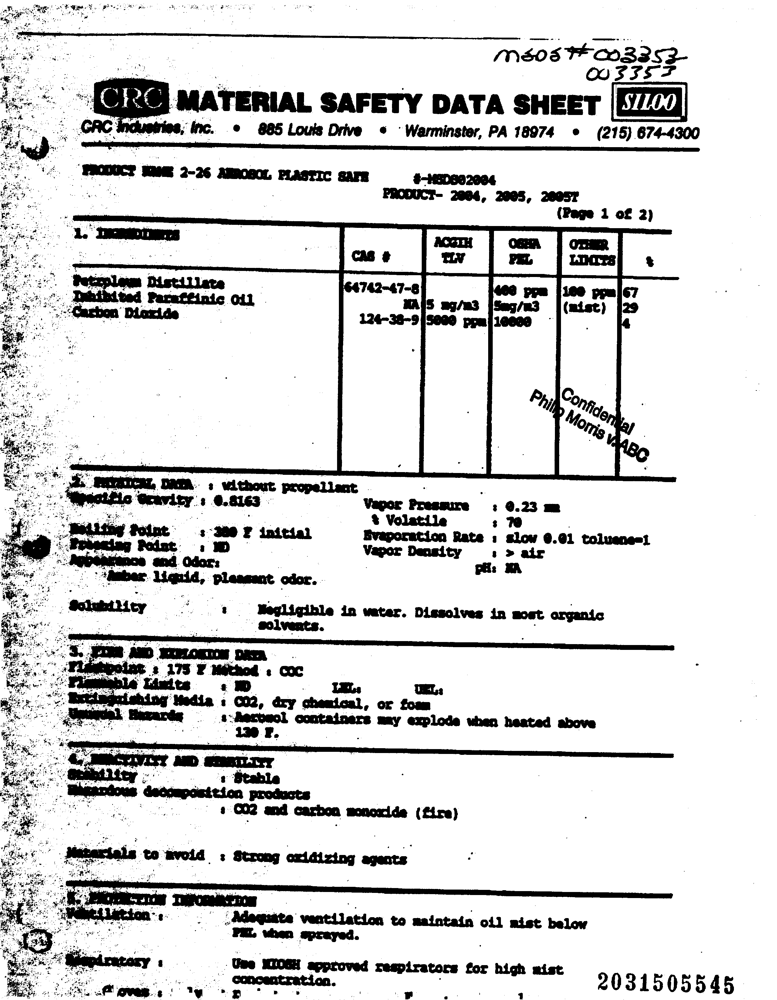 MSDS# 003352
003353
CRC MATERIAL SAFETY DATA SHEET SILOO
CRC Industries, Inc. • 885 Louis Drive • Warminster, PA 18974 • (215) 674-4300
PRODUCT NAME 2-26 AEROSOL PLASTIC SAFE #-MSDS02004
PRODUCT- 2004, 2005, 2005T
(Page 1 of 2)
1. INGREDIENTS
CAS # ACGIH TLV OSHA PEL OTHER LIMITS %
Petroleum Distillate 64742-47-8 400 ppm 100 ppm 67
Inhibited Paraffinic Oil NA 5 mg/m3 5mg/m3 (mist) 29
Carbon Dioxide 124-38-9 5000 ppm 10000 4
Confidential
Philip Morris v. ABC
2. PHYSICAL DATA : without propellant
Specific Gravity : 0.8163 Vapor Pressure : 0.23 mm
% Volatile : 70
Boiling Point : 380 F initial Evaporation Rate : slow 0.01 toluene=1
Freezing Point : ND Vapor Density : > air
Appearance and Odor: pH: NA
Amber liquid, pleasant odor.
Solubility : Negligible in water. Dissolves in most organic
solvents.
3. FIRE AND EXPLOSION DATA
Flashpoint : 175 F Method : COC
Flammable Limits : ND LEL: UEL:
Extinguishing Media : CO2, dry chemical, or foam
Unusual Hazards : Aerosol containers may explode when heated above
130 F.
4. REACTIVITY AND STABILITY
Stability : Stable
Hazardous decomposition products
: CO2 and carbon monoxide (fire)
Materials to avoid : Strong oxidizing agents
5. PROTECTION INFORMATION
Ventilation : Adequate ventilation to maintain oil mist below
PEL when sprayed.
Respiratory : Use NIOSH approved respirators for high mist
concentration.
Gloves :
2031505545